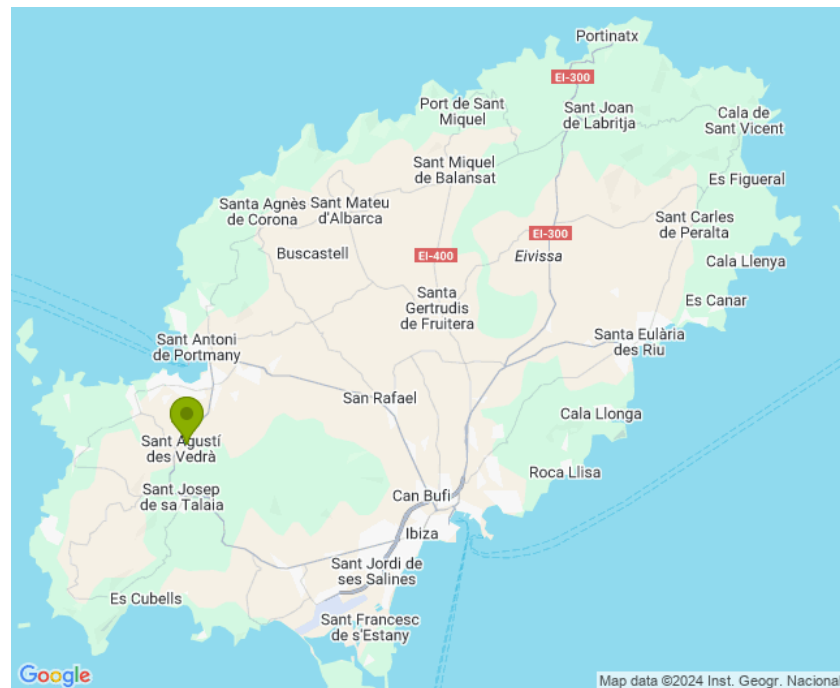 Portinatx
EI-300
Port de Sant
Miquel
Sant Joan
de Labritja
Cala de
Sant Vicent
Sant Miquel
de Balansat
Es Figueral
Santa Agnès
de Corona
Sant Mateu
d'Albarca
Sant Carles
de Peralta
EI-300
Buscastell
EI-400
Eivissa
Cala Llenya
Santa
Gertrudis
de Fruitera
Es Canar
Sant Antoni
de Portmany
Santa Eulària
des Riu
San Rafael
Cala Llonga
Sant Agustí
des Vedrà
Roca Llisa
Sant Josep
de sa Talaia
Can Bufi
Ibiza
Sant Jordi de
ses Salines
Es Cubells
Sant Francesc
de s'Estany
Google
Map data ©2024 Inst. Geogr. Nacional